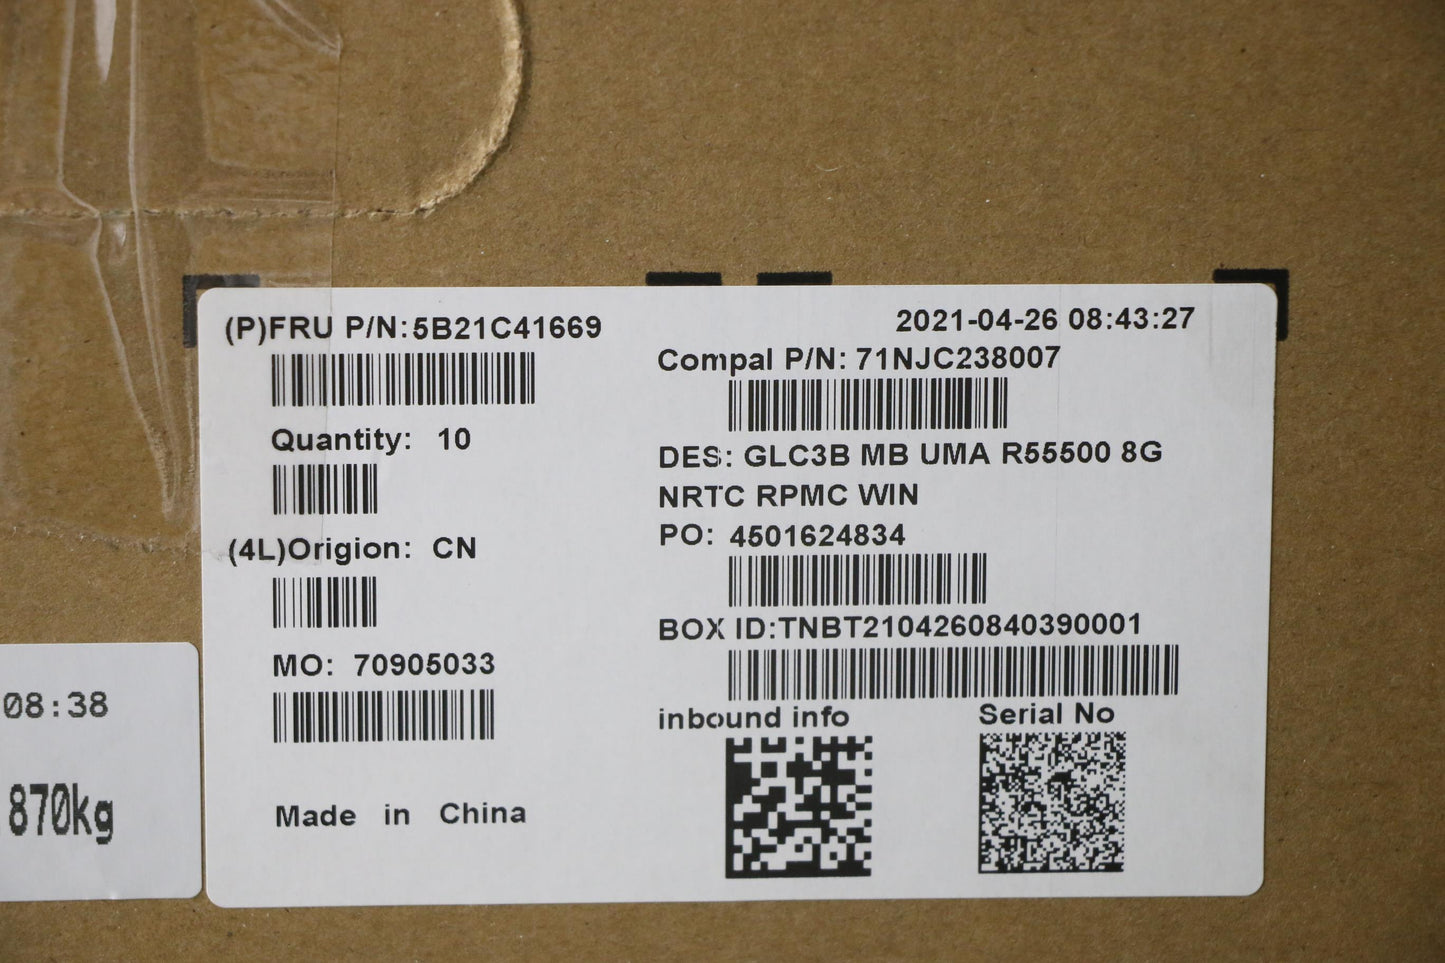 (P)FRU P/N:5B21C41669
2021-04-26 08:43:27
Compal P/N: 71NJC238007
Quantity: 10
DES: GLC3B MB UMA R55500 8G
NRTC RPMC WIN
PO: 4501624834
(4L)Origion: CN
BOX ID:TNBT2104260840390001
MO: 70905033
inbound info
Serial No
Made in China
08:38
.870kg